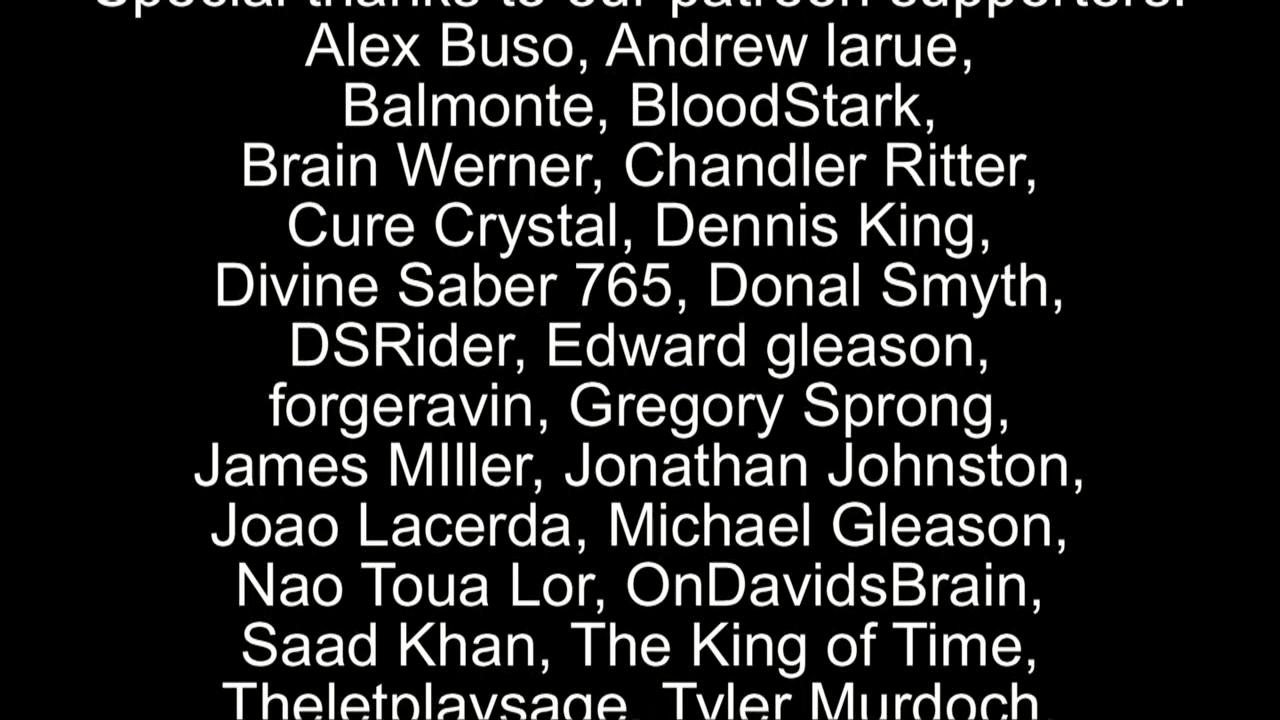 Special thanks to our patreon supporters:
Alex Buso, Andrew larue,
Balmonte, BloodStark,
Brain Werner, Chandler Ritter,
Cure Crystal, Dennis King,
Divine Saber 765, Donal Smyth,
DSRider, Edward gleason,
forgeravin, Gregory Sprong,
James MIller, Jonathan Johnston,
Joao Lacerda, Michael Gleason,
Nao Toua Lor, OnDavidsBrain,
Saad Khan, The King of Time,
Theletplaysage, Tyler Murdoch,